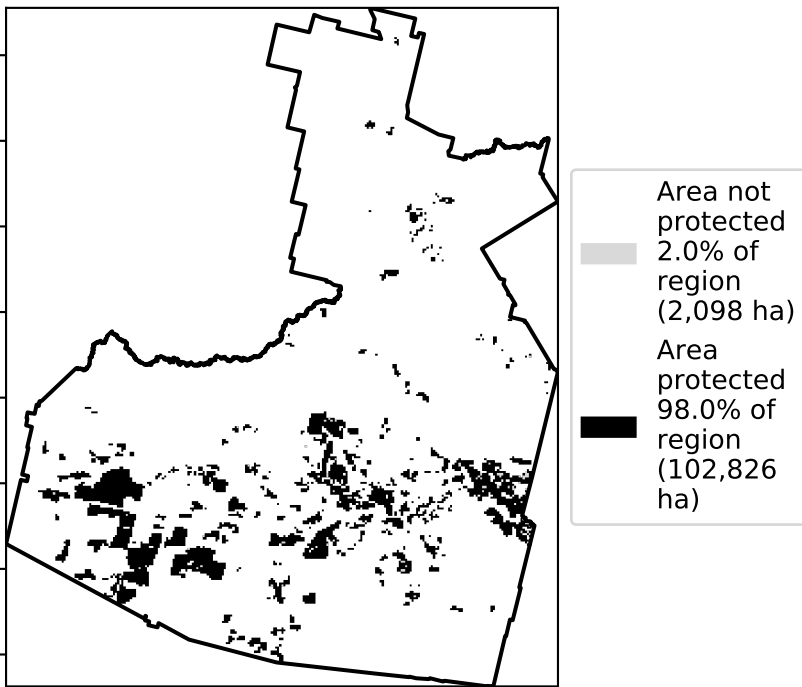 Area not
protected
2.0% of
region
(2,098 ha)
Area
protected
98.0% of
region
(102,826
ha)